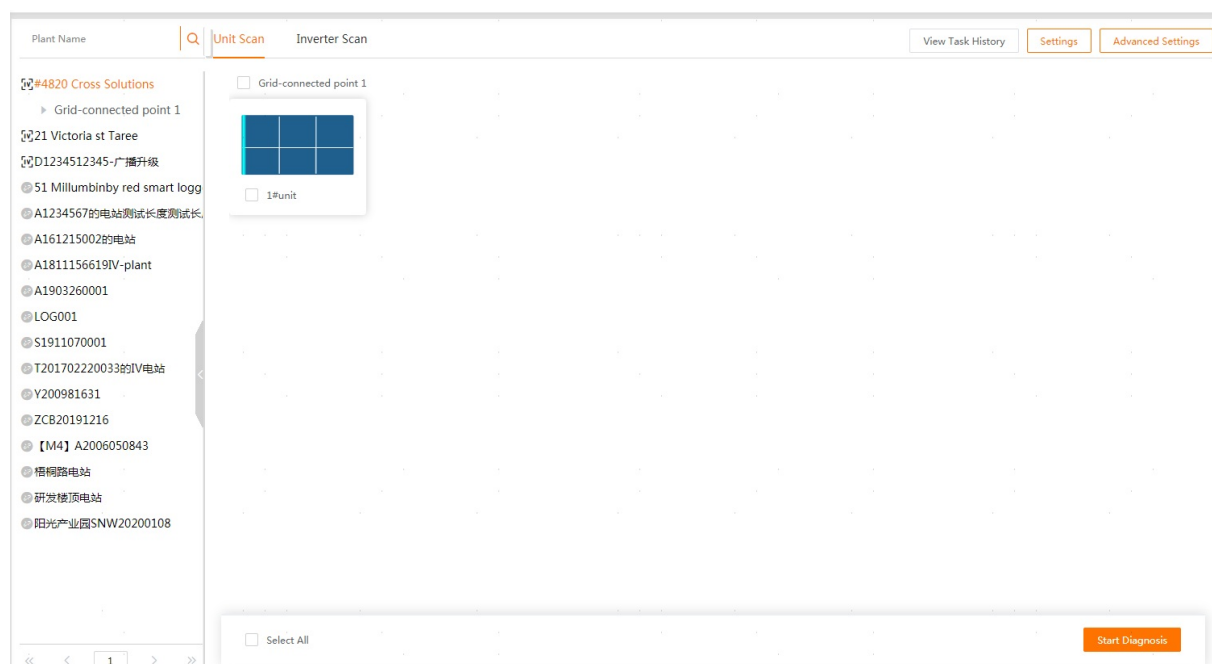 Plant Name
Unit Scan
Inverter Scan
View Task History
Settings
Advanced Settings
#4820 Cross Solutions
Grid-connected point 1
21 Victoria st Taree
D1234512345-广播升级
51 Millumbinby red smart logg
A1234567的电站测试长度测试长
A161215002的电站
A1811156619IV-plant
A1903260001
LOG001
S1911070001
T201702220033的IV电站
Y200981631
ZCB20191216
【M4】A2006050843
梧桐路电站
研发楼顶电站
阳光产业园SNW20200108
1
Grid-connected point 1
1#unit
Select All
Start Diagnosis